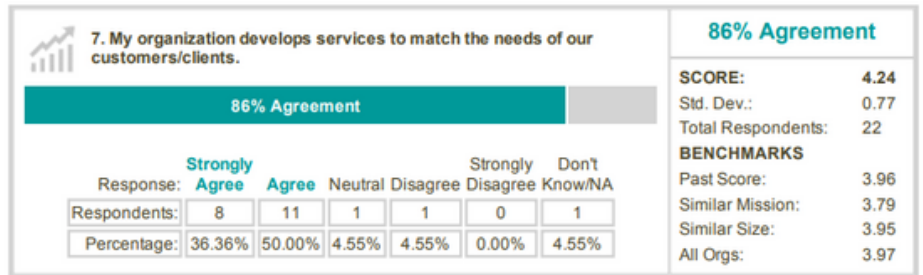 7. My organization develops services to match the needs of our
customers/clients.
86% Agreement
Response: Strongly Agree Agree Neutral Disagree Strongly Disagree Don't Know/NA
Respondents: 8 11 1 1 0 1
Percentage: 36.36% 50.00% 4.55% 4.55% 0.00% 4.55%
86% Agreement
SCORE: 4.24
Std. Dev.: 0.77
Total Respondents: 22
BENCHMARKS
Past Score: 3.96
Similar Mission: 3.79
Similar Size: 3.95
All Orgs: 3.97